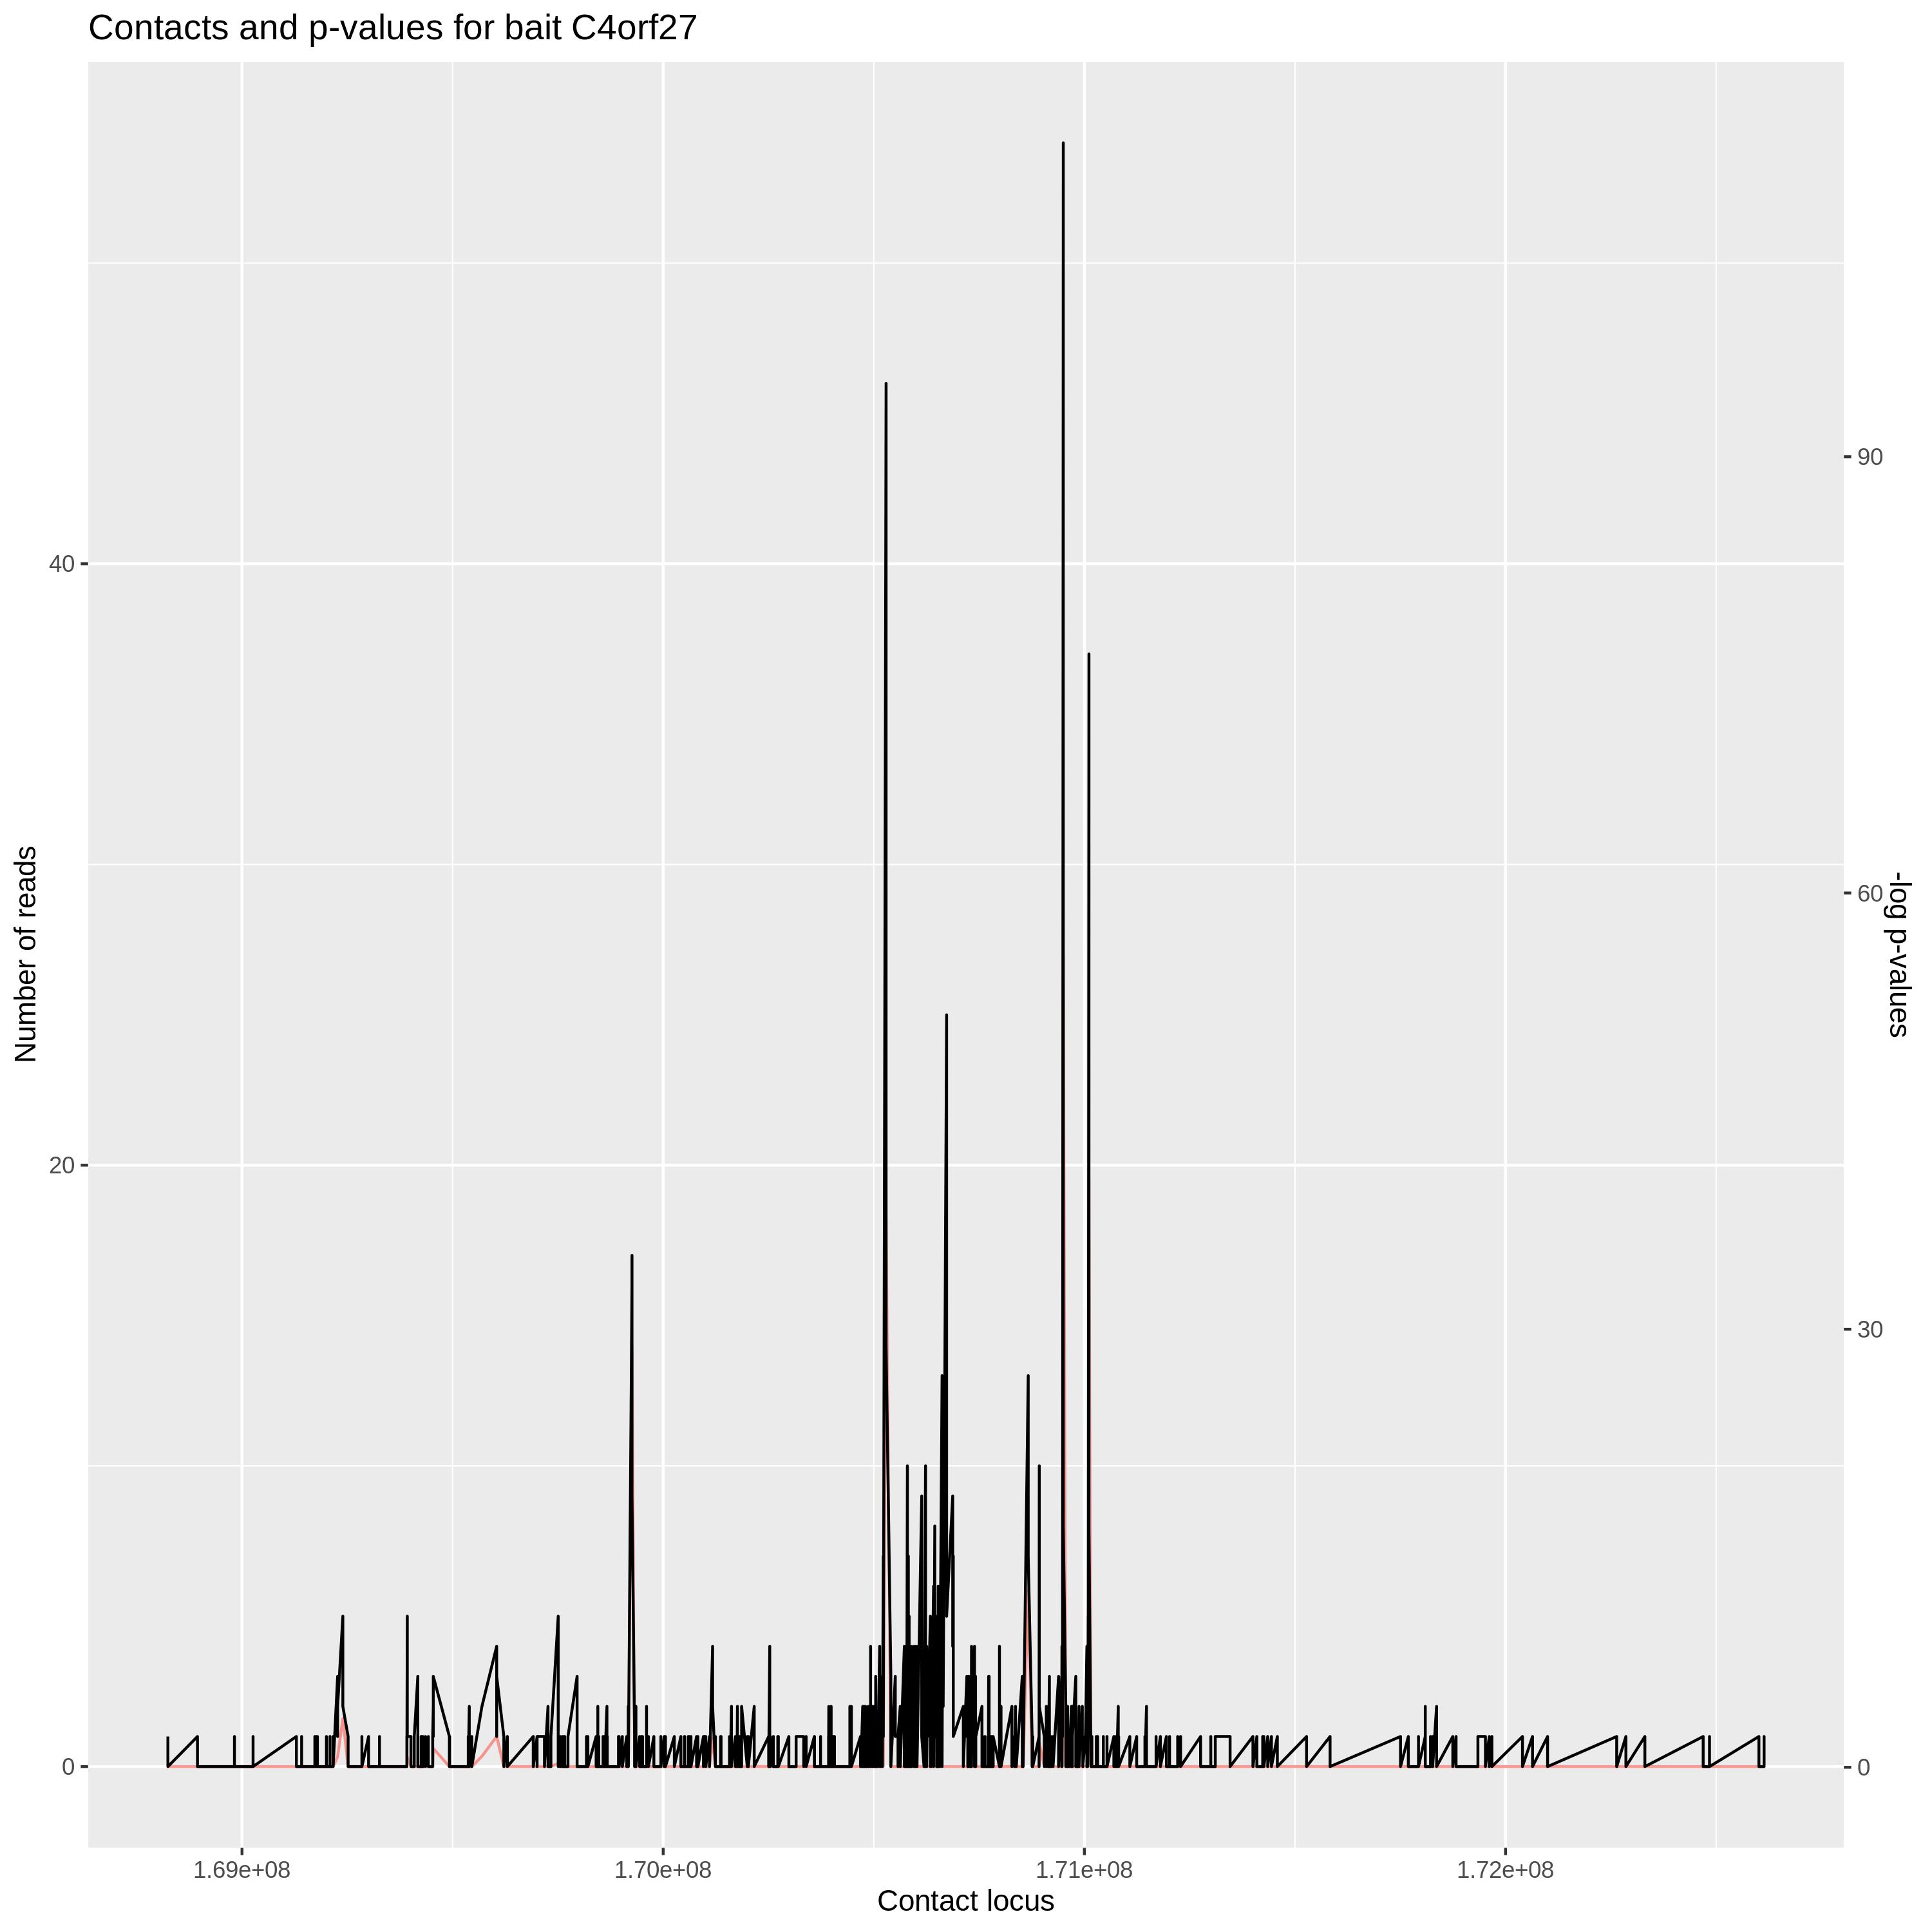 Contacts and p-values for bait C4orf27
40
20
0
Number of reads
90
60
30
0
-log p-values
1.69e+08 1.70e+08 1.71e+08 1.72e+08
Contact locus